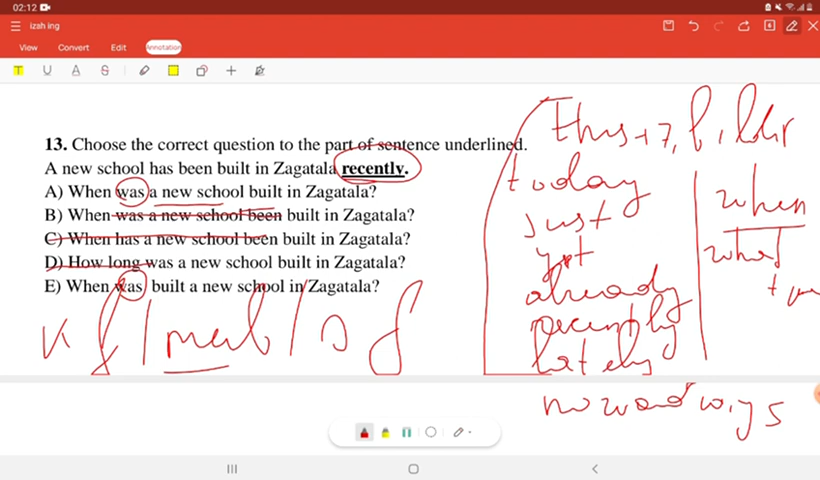 02:12
izah ing
View Convert Edit Annotation
13. Choose the correct question to the part of sentence underlined.
A new school has been built in Zagatala recently.
A) When was a new school built in Zagatala?
B) When was a new school been built in Zagatala?
C) When has a new school been built in Zagatala?
D) How long was a new school built in Zagatala?
E) When was built a new school in Zagatala?
today
just
yet
already
recently
lately
when
what